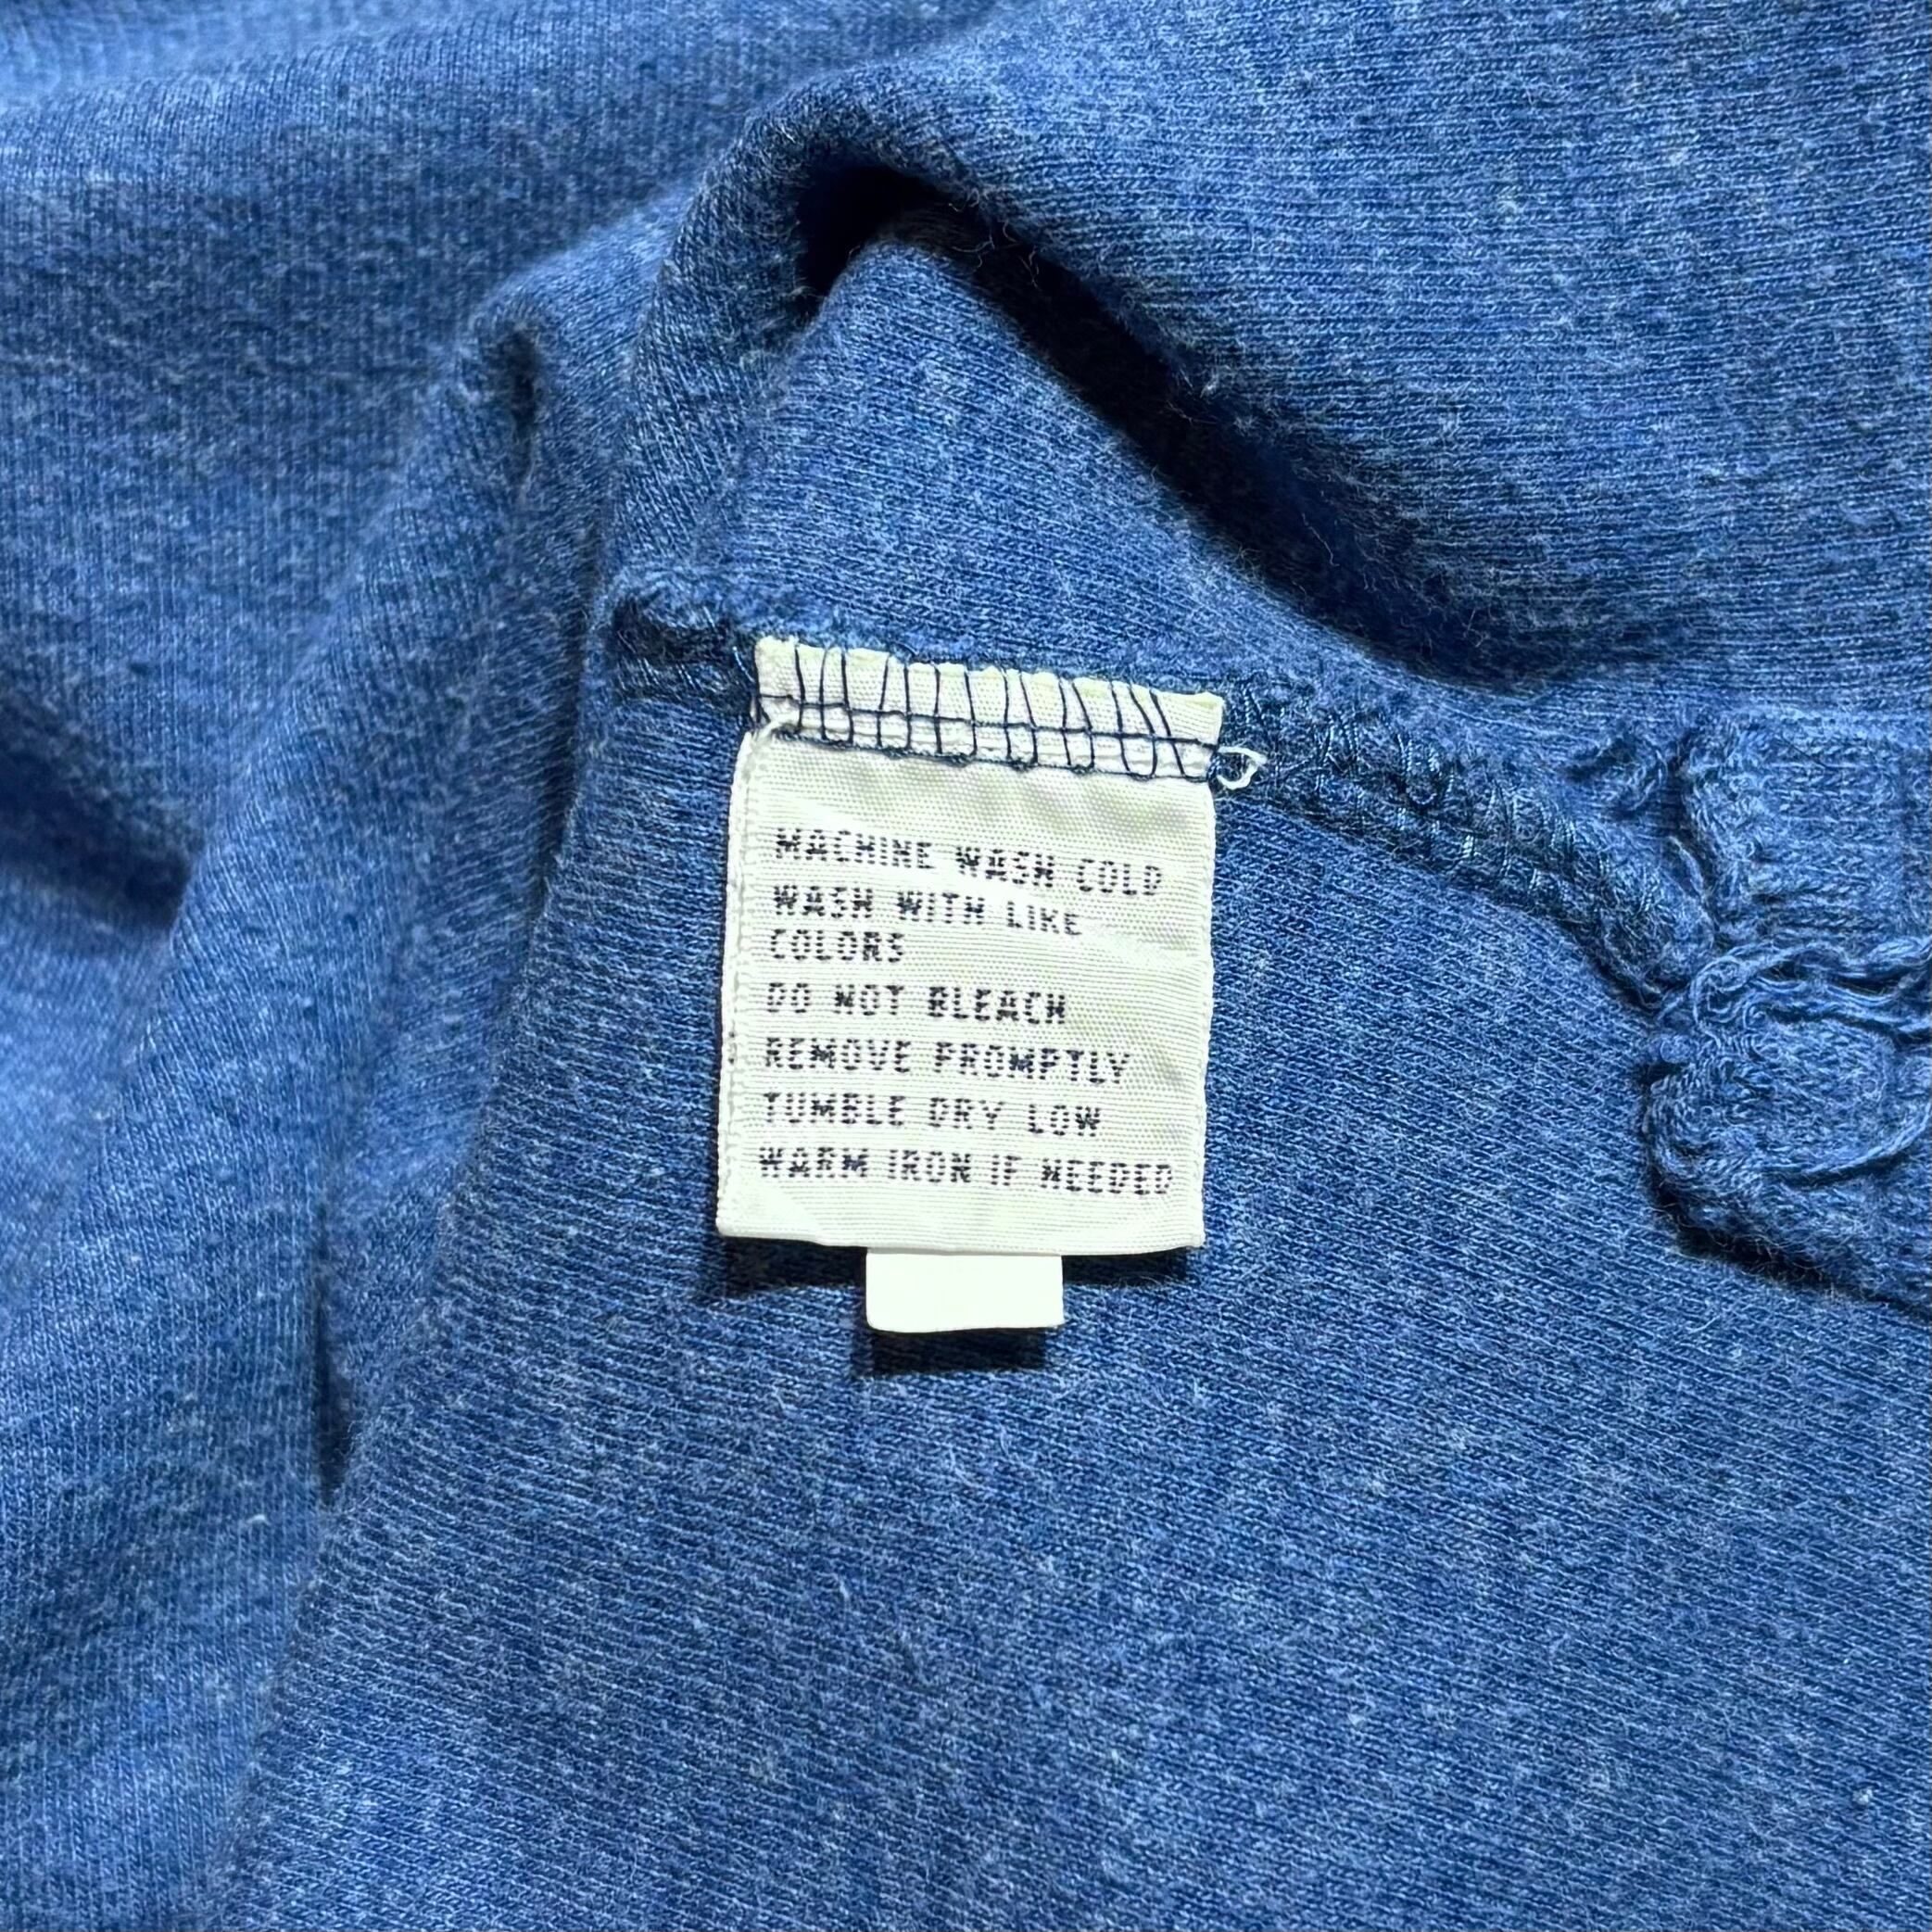 MACHINE WASH COLD
WASH WITH LIKE
COLORS
DO NOT BLEACH
REMOVE PROMPTLY
TUMBLE DRY LOW
WARM IRON IF NEEDED